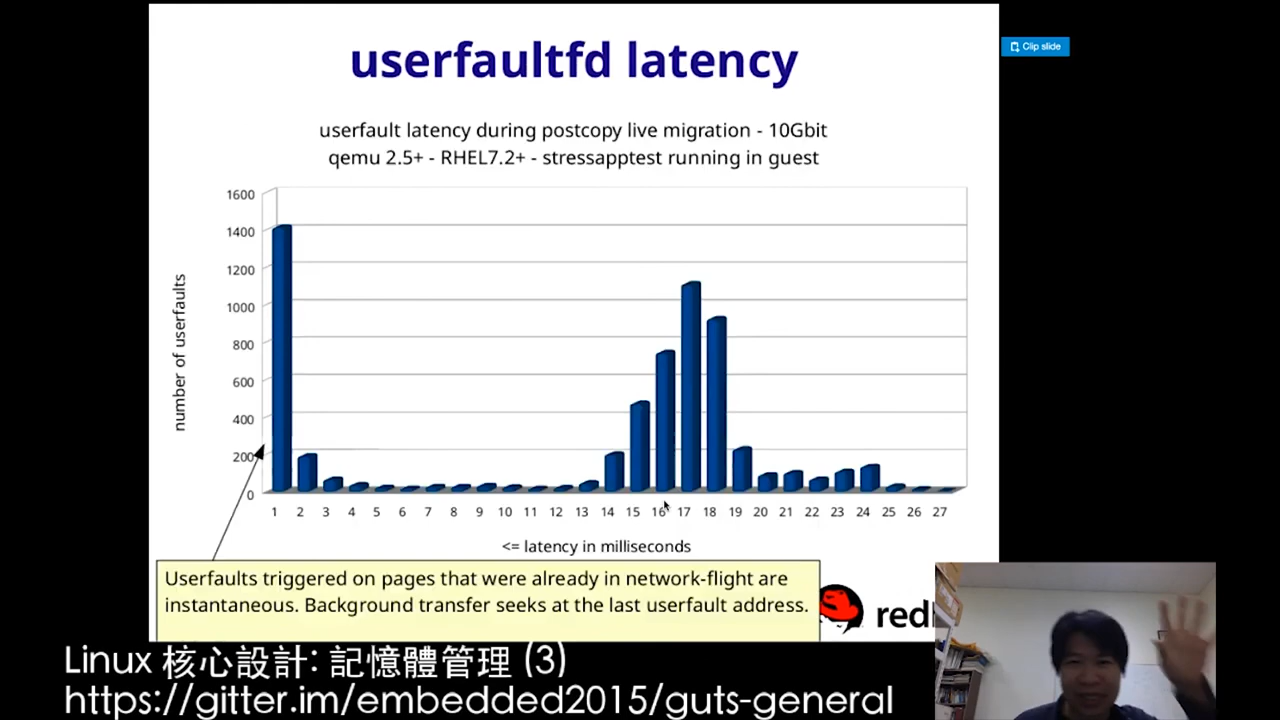 userfaultfd latency
Clip slide
userfault latency during postcopy live migration - 10Gbit
qemu 2.5+ - RHEL7.2+ - stressapptest running in guest
1600
1400
1200
1000
800
600
400
200
0
number of userfaults
1 2 3 4 5 6 7 8 9 10 11 12 13 14 15 16 17 18 19 20 21 22 23 24 25 26 27
<= latency in milliseconds
Userfaults triggered on pages that were already in network-flight are
instantaneous. Background transfer seeks at the last userfault address.
red
Linux 核心設計: 記憶體管理 (3)
https://gitter.im/embedded2015/guts-general